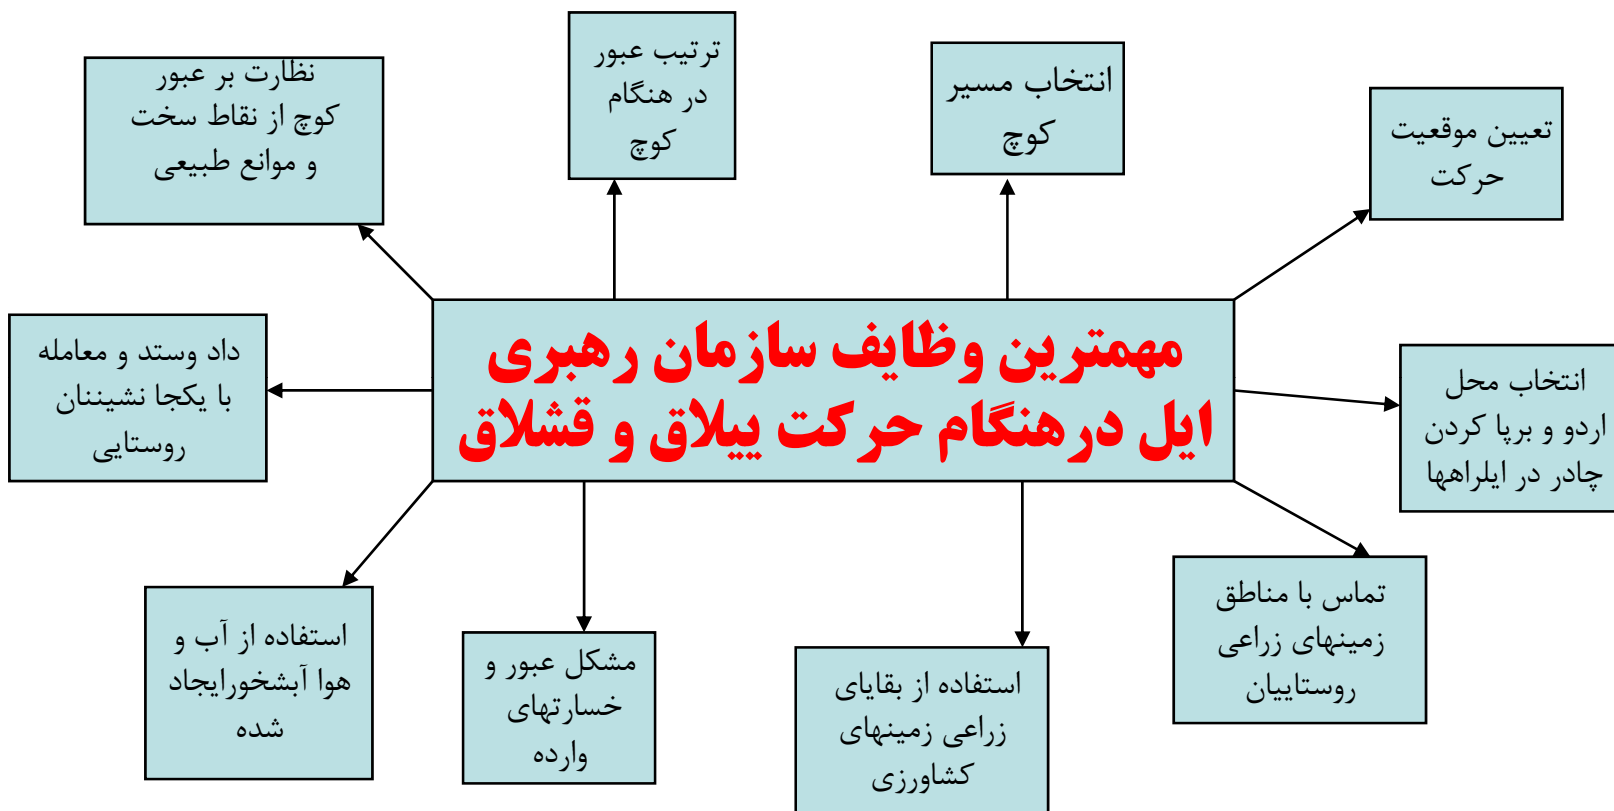 نظارت بر عبور
کوچ از نقاط سخت
و موانع طبیعی
ترتیب عبور
در هنگام
کوچ
انتخاب مسیر
کوچ
تعیین موقعیت
حرکت
مهمترین وظایف سازمان رهبری
ایل درهنگام حرکت ییلاق و قشلاق
داد وستد و معامله
با یکجا نشیننان
روستایی
انتخاب محل
اردو و برپا کردن
چادر در ایلراهها
استفاده از آب و
هوا آبشخورایجاد
شده
مشکل عبور و
خسارتهای
وارده
استفاده از بقایای
زراعی زمینهای
کشاورزی
تماس با مناطق
زمینهای زراعی
روستاییان